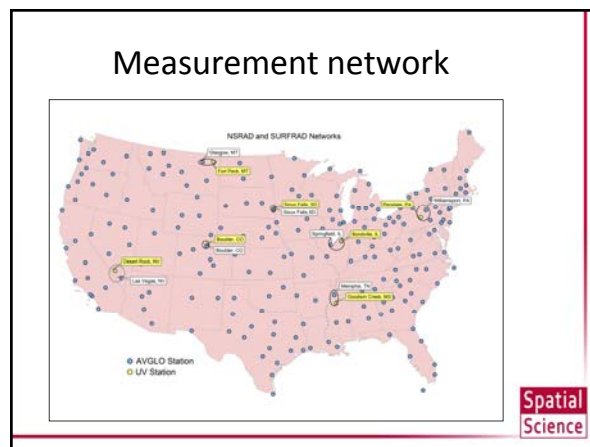 Measurement network
NSRAD and SURFRAD Networks
Glasgow, MT
Fort Peck, MT
Sioux Falls, SD
Sioux Falls,SD
Penn State, PA
Williamsport, PA
Springfield, IL
Bondville, IL
Boulder, CO
Boulder, CO
Desert Rock, NV
Las Vegas, NV
Memphis, TN
Goodwin Creek, MS
AVGLO Station
UV Station
Spatial
Science